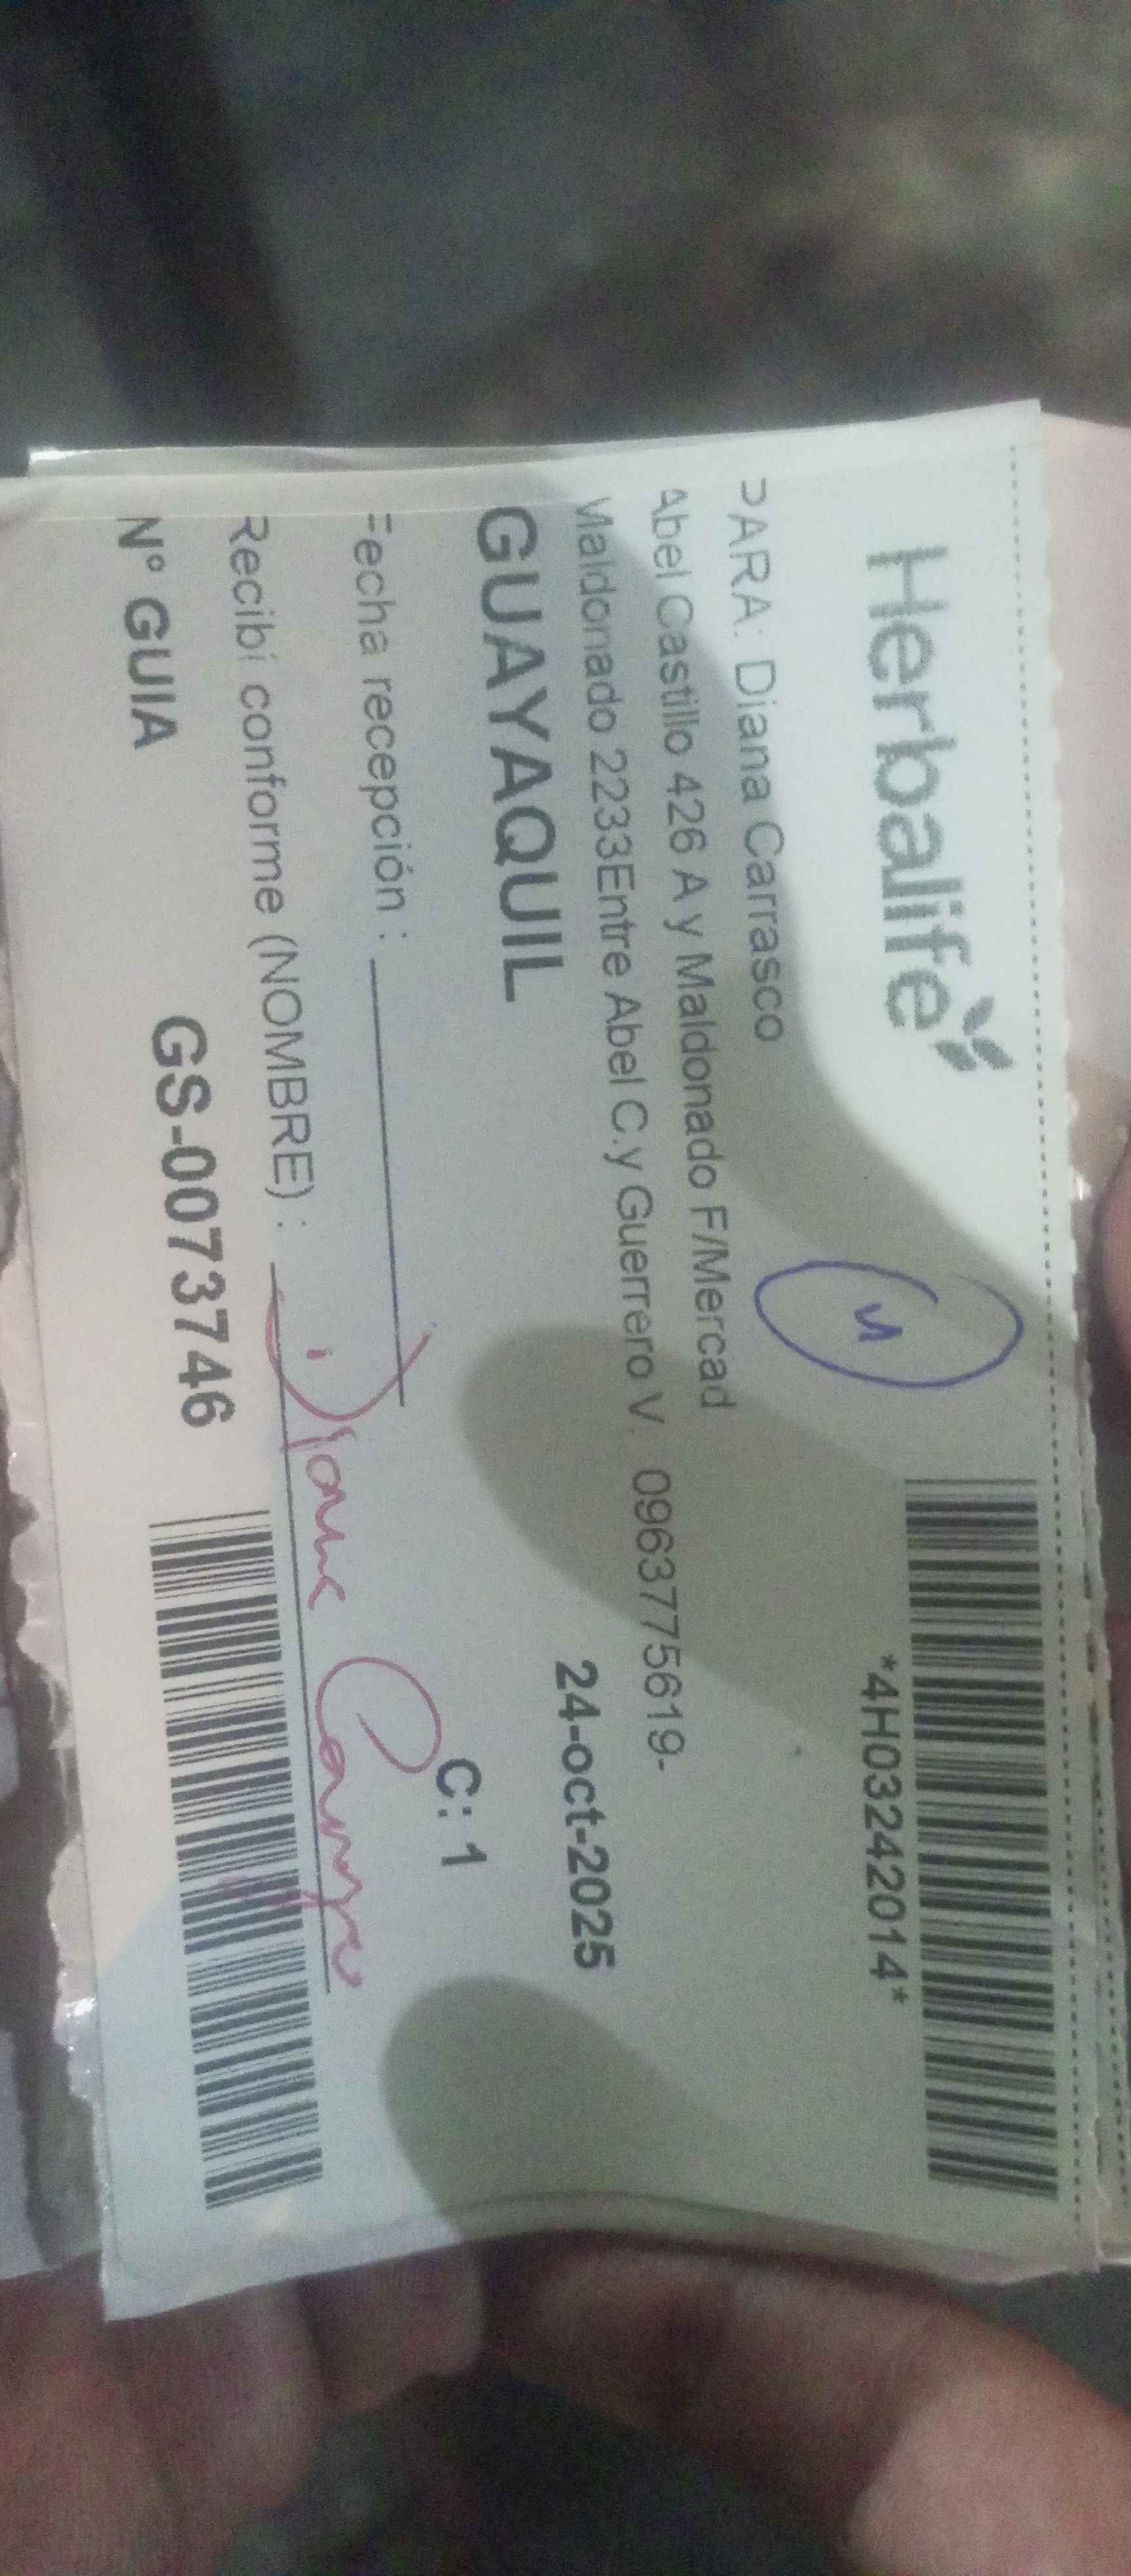 Herbalife
*4H03242014*
PARA: Diana Carrasco
Abel Castillo 426 A y Maldonado F/Mercad
Maldonado 2233Entre Abel C.y Guerrero V. 0963775619-
GUAYAQUIL
24-oct-2025
Fecha recepción :
C: 1
Recibí conforme (NOMBRE) :
N° GUIA
GS-0073746